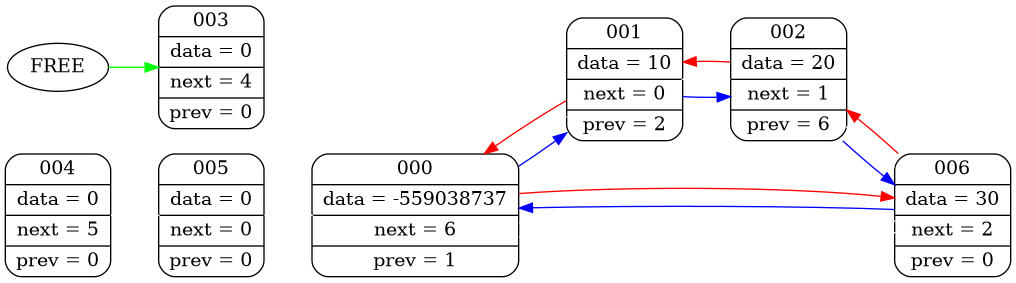 FREE
003
data = 0
next = 4
prev = 0
001
data = 10
next = 0
prev = 2
002
data = 20
next = 1
prev = 6
004
data = 0
next = 5
prev = 0
005
data = 0
next = 0
prev = 0
000
data = -559038737
next = 6
prev = 1
006
data = 30
next = 2
prev = 0